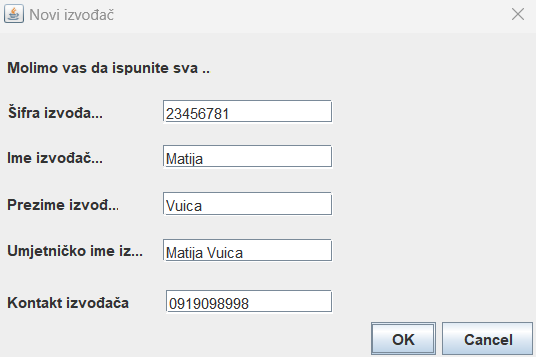 Novi izvođač
Molimo vas da ispunite sva ..
Šifra izvođa... 23456781
Ime izvođač... Matija
Prezime izvođ... Vuica
Umjetničko ime iz... Matija Vuica
Kontakt izvođača 0919098998
OK Cancel